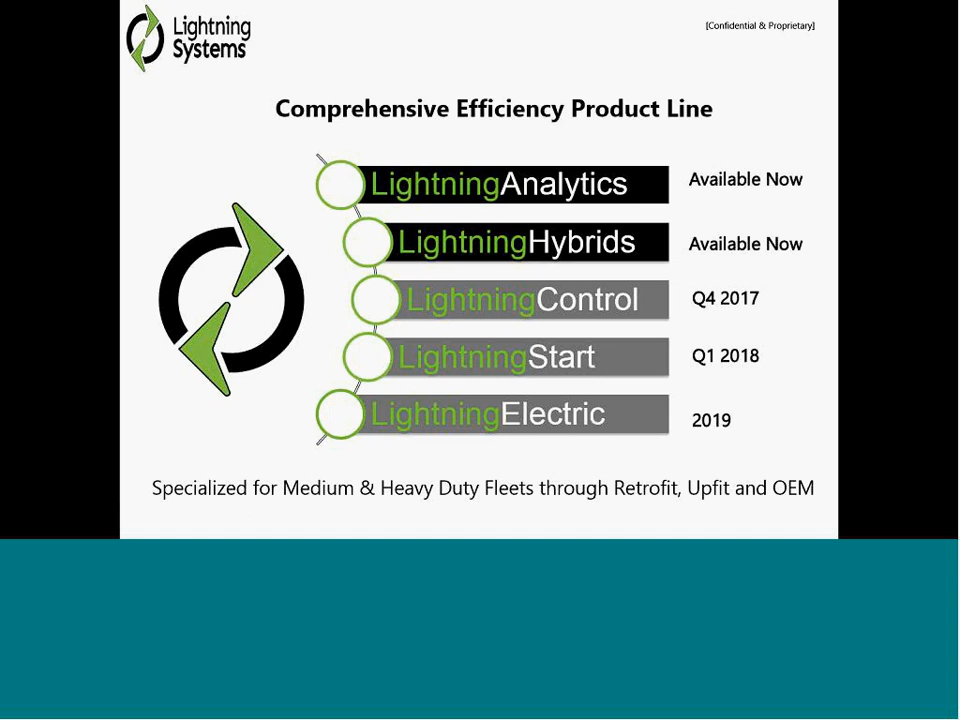 Lightning
Systems
[Confidential & Proprietary]
Comprehensive Efficiency Product Line
LightningAnalytics Available Now
LightningHybrids Available Now
LightningControl Q4 2017
LightningStart Q1 2018
LightningElectric 2019
Specialized for Medium & Heavy Duty Fleets through Retrofit, Upfit and OEM